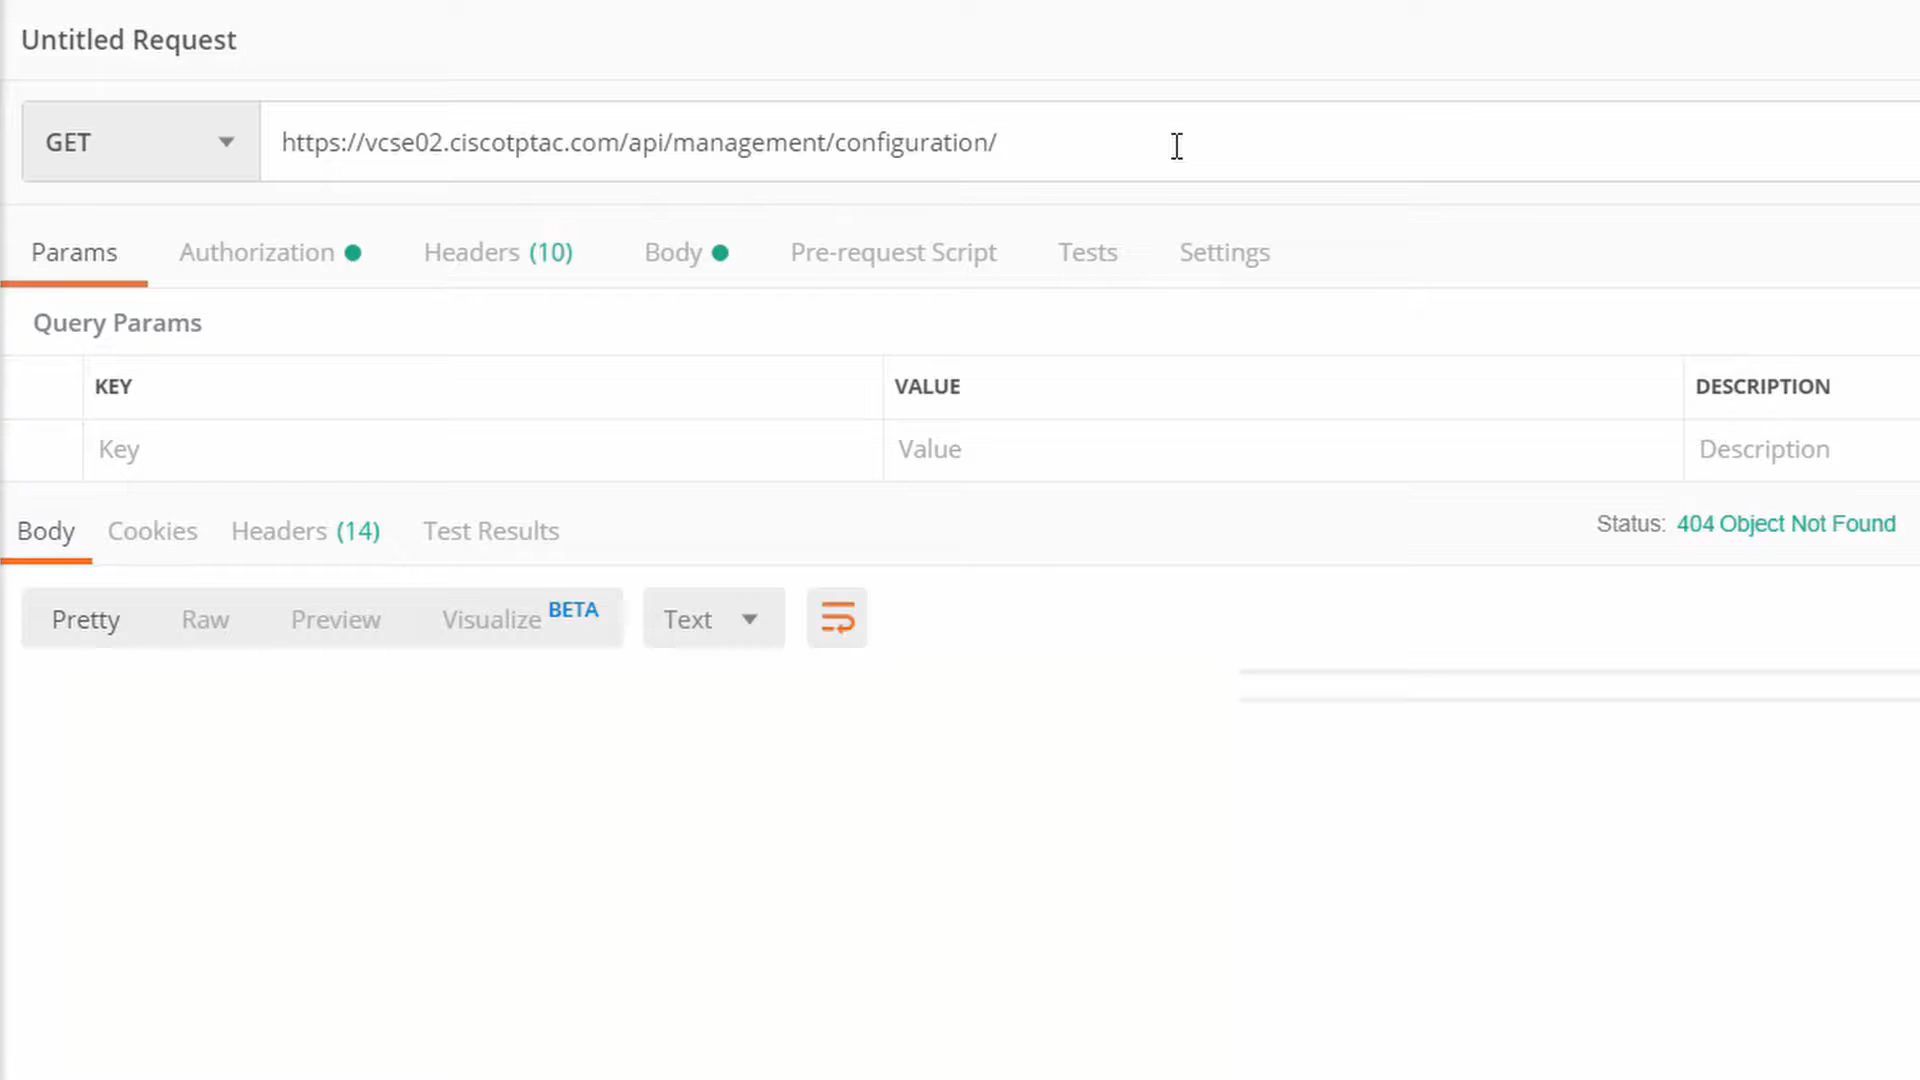 Untitled Request
GET https://vcse02.ciscotptac.com/api/management/configuration/
Params Authorization Headers (10) Body Pre-request Script Tests Settings
Query Params
KEY VALUE DESCRIPTION
Key Value Description
Body Cookies Headers (14) Test Results Status: 404 Object Not Found
Pretty Raw Preview Visualize BETA Text